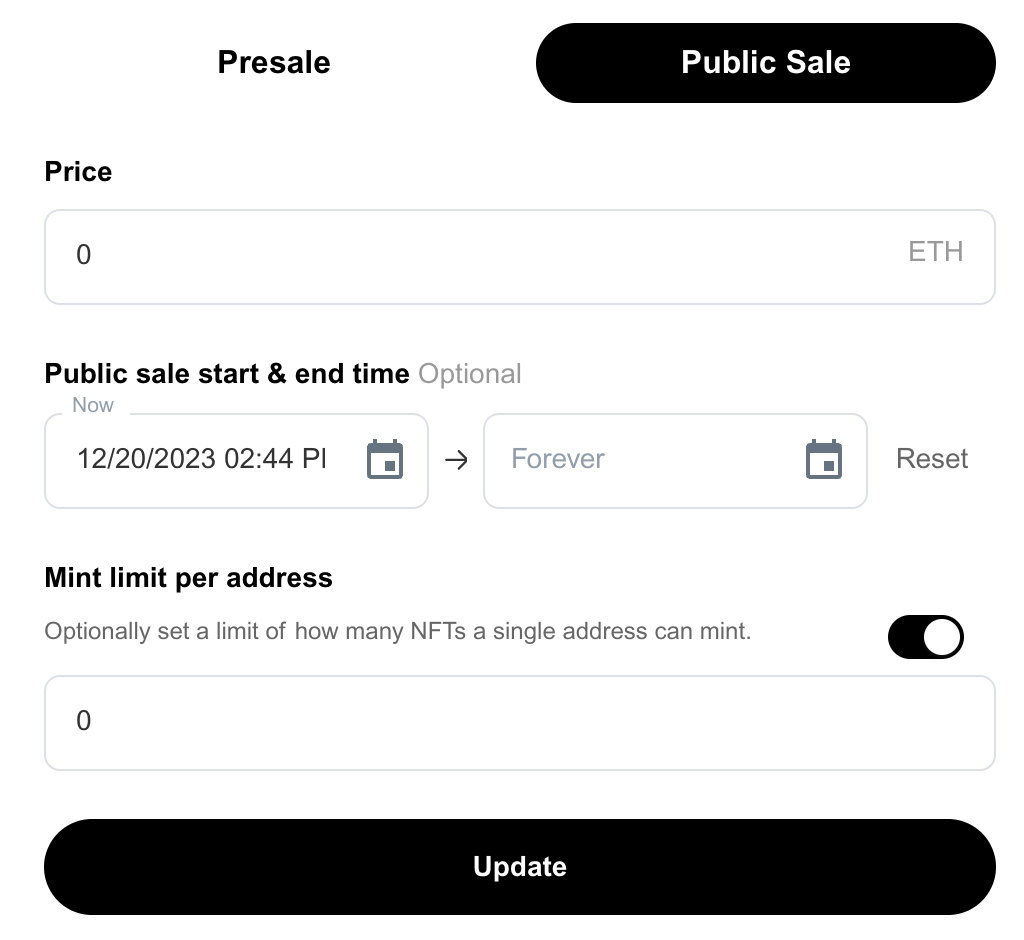 Presale Public Sale
Price
0 ETH
Public sale start & end time Optional
Now
12/20/2023 02:44 PI → Forever Reset
Mint limit per address
Optionally set a limit of how many NFTs a single address can mint.
0
Update